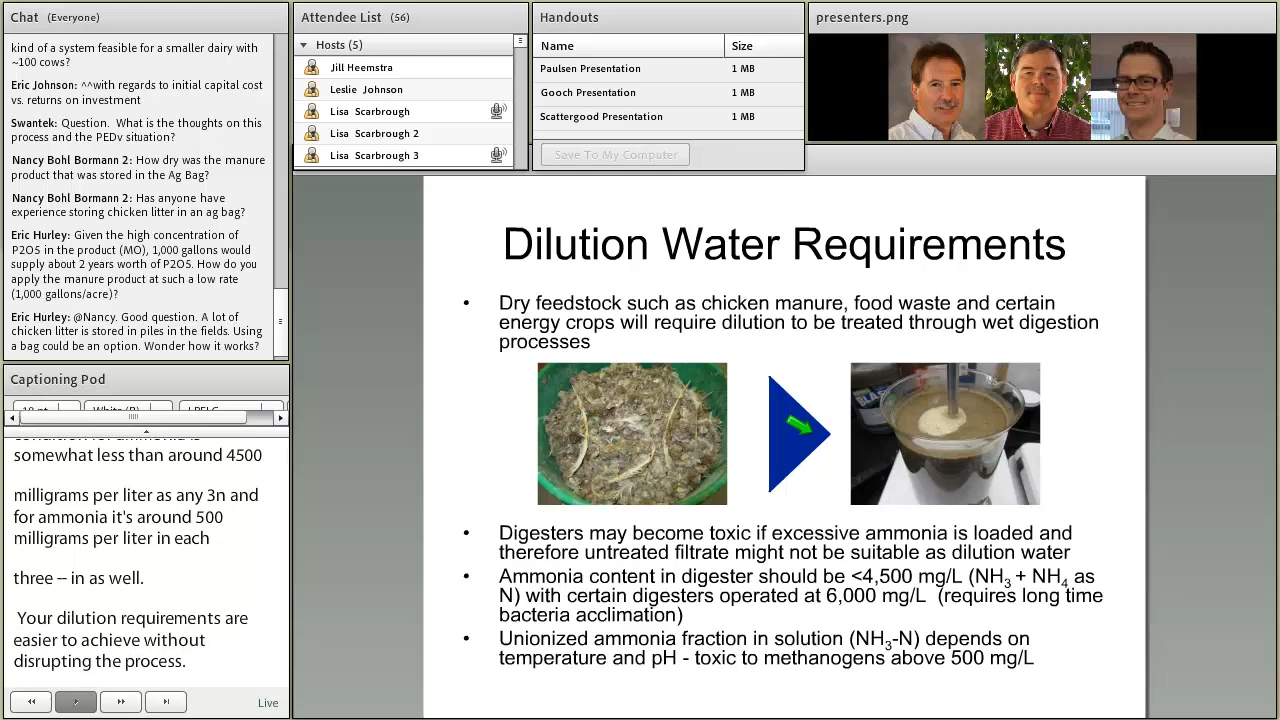 Chat (Everyone)
kind of a system feasible for a smaller dairy with
~100 cows?
Eric Johnson: ^^with regards to initial capital cost
vs. returns on investment
Swantek: Question. What is the thoughts on this
process and the PEDv situation?
Nancy Bohl Bormann 2: How dry was the manure
product that was stored in the Ag Bag?
Nancy Bohl Bormann 2: Has anyone have
experience storing chicken litter in an ag bag?
Eric Hurley: Given the high concentration of
P2O5 in the product (MO), 1,000 gallons would
supply about 2 years worth of P2O5. How do you
apply the manure product at such a low rate
(1,000 gallons/acre)?
Eric Hurley: @Nancy. Good question. A lot of
chicken litter is stored in piles in the fields. Using
a bag could be an option. Wonder how it works?
Captioning Pod
somewhat less than around 4500
milligrams per liter as any 3n and
for ammonia it's around 500
milligrams per liter in each
three -- in as well.
Your dilution requirements are
easier to achieve without
disrupting the process.
Live
Attendee List (56)
Hosts (5)
Jill Heemstra
Leslie Johnson
Lisa Scarbrough
Lisa Scarbrough 2
Lisa Scarbrough 3
Handouts
Name Size
Paulsen Presentation 1 MB
Gooch Presentation 1 MB
Scattergood Presentation 1 MB
Save To My Computer
presenters.png
Dilution Water Requirements
• Dry feedstock such as chicken manure, food waste and certain
energy crops will require dilution to be treated through wet digestion
processes
• Digesters may become toxic if excessive ammonia is loaded and
therefore untreated filtrate might not be suitable as dilution water
• Ammonia content in digester should be <4,500 mg/L (NH3 + NH4 as
N) with certain digesters operated at 6,000 mg/L (requires long time
bacteria acclimation)
• Unionized ammonia fraction in solution (NH3-N) depends on
temperature and pH - toxic to methanogens above 500 mg/L